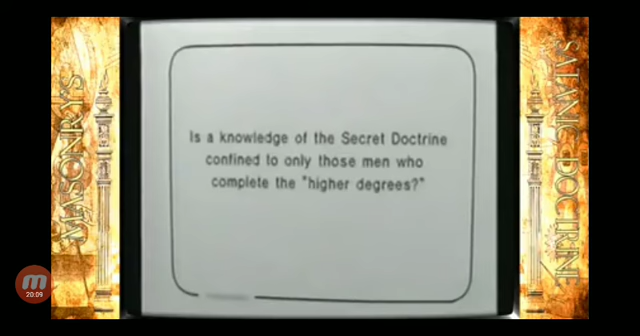 MASONRY'S
Is a knowledge of the Secret Doctrine
confined to only those men who
complete the "higher degrees?"
SATANIC DOCTRINE
20:09